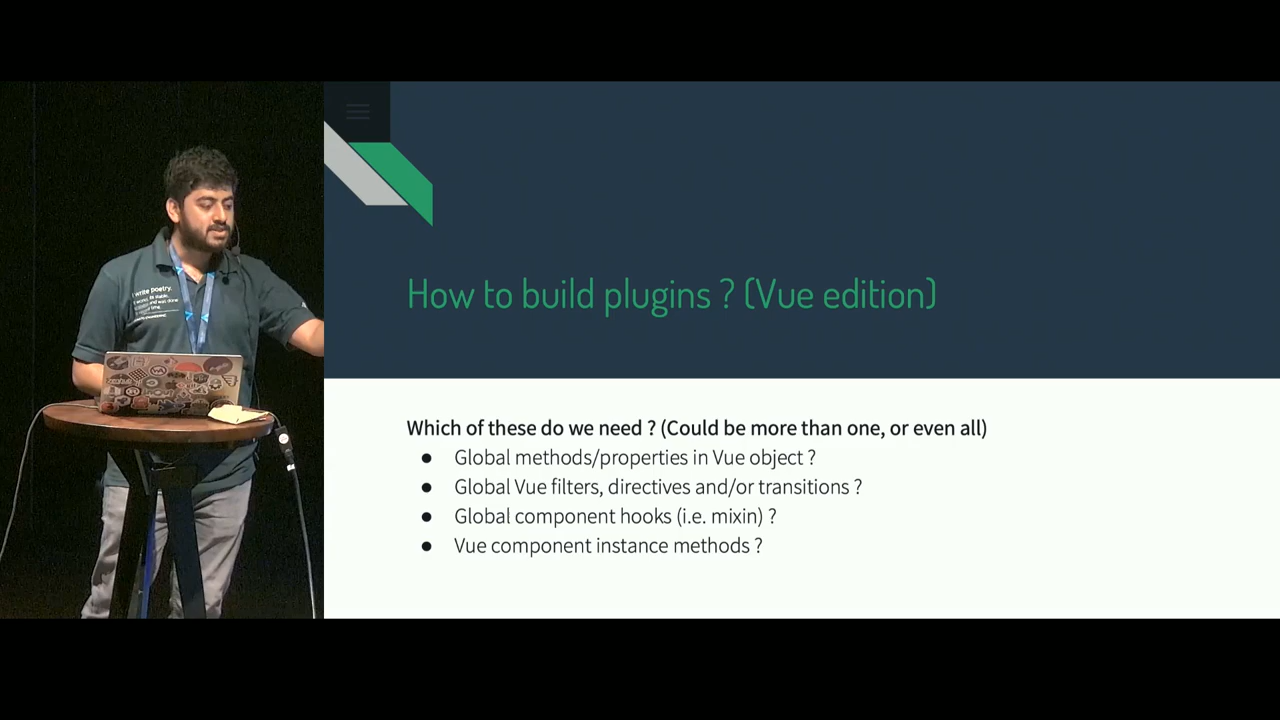 How to build plugins ? (Vue edition)
Which of these do we need ? (Could be more than one, or even all)
● Global methods/properties in Vue object ?
● Global Vue filters, directives and/or transitions ?
● Global component hooks (i.e. mixin) ?
● Vue component instance methods ?
I write poetry.